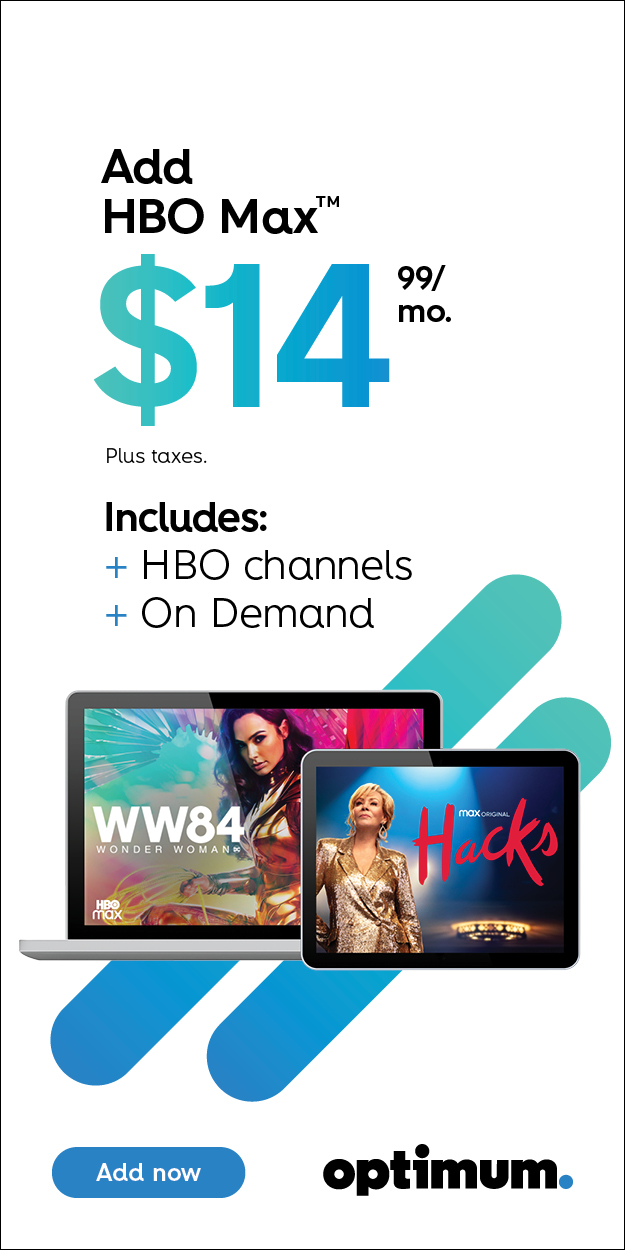 Add
HBO Max™
$14
99/
mo.
Plus taxes.
Includes:
+ HBO channels
+ On Demand
WW84
WONDER WOMAN DC
HBO
max
max ORIGINAL
Hacks
Add now
optimum.